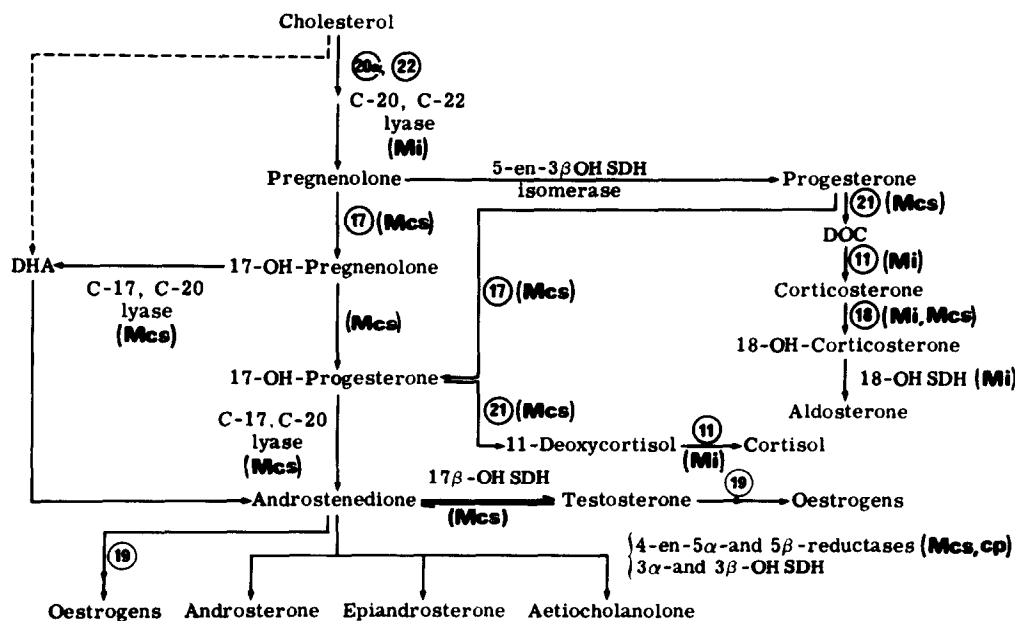 Cholesterol
20α, 22
C-20, C-22
lyase
(Mi)
5-en-3βOH SDH
Pregnenolone
isomerase
Progesterone
17 (Mcs)
21 (Mcs)
DOC
DHA
17-OH-Pregnenolone
11 (Mi)
C-17, C-20
lyase
(Mcs)
(Mcs)
17 (Mcs)
Corticosterone
18 (Mi,Mcs)
18-OH-Corticosterone
17-OH-Progesterone
18-OH SDH (Mi)
Aldosterone
C-17, C-20
lyase
(Mcs)
21 (Mcs)
11
11-Deoxycortisol
Cortisol
(Mi)
17β-OH SDH
Androstenedione
(Mcs)
Testosterone
19
Oestrogens
4-en-5α-and 5β-reductases (Mcs,cp)
3α-and 3β-OH SDH
19
Oestrogens Androsterone Epiandrosterone Aetiocholanolone